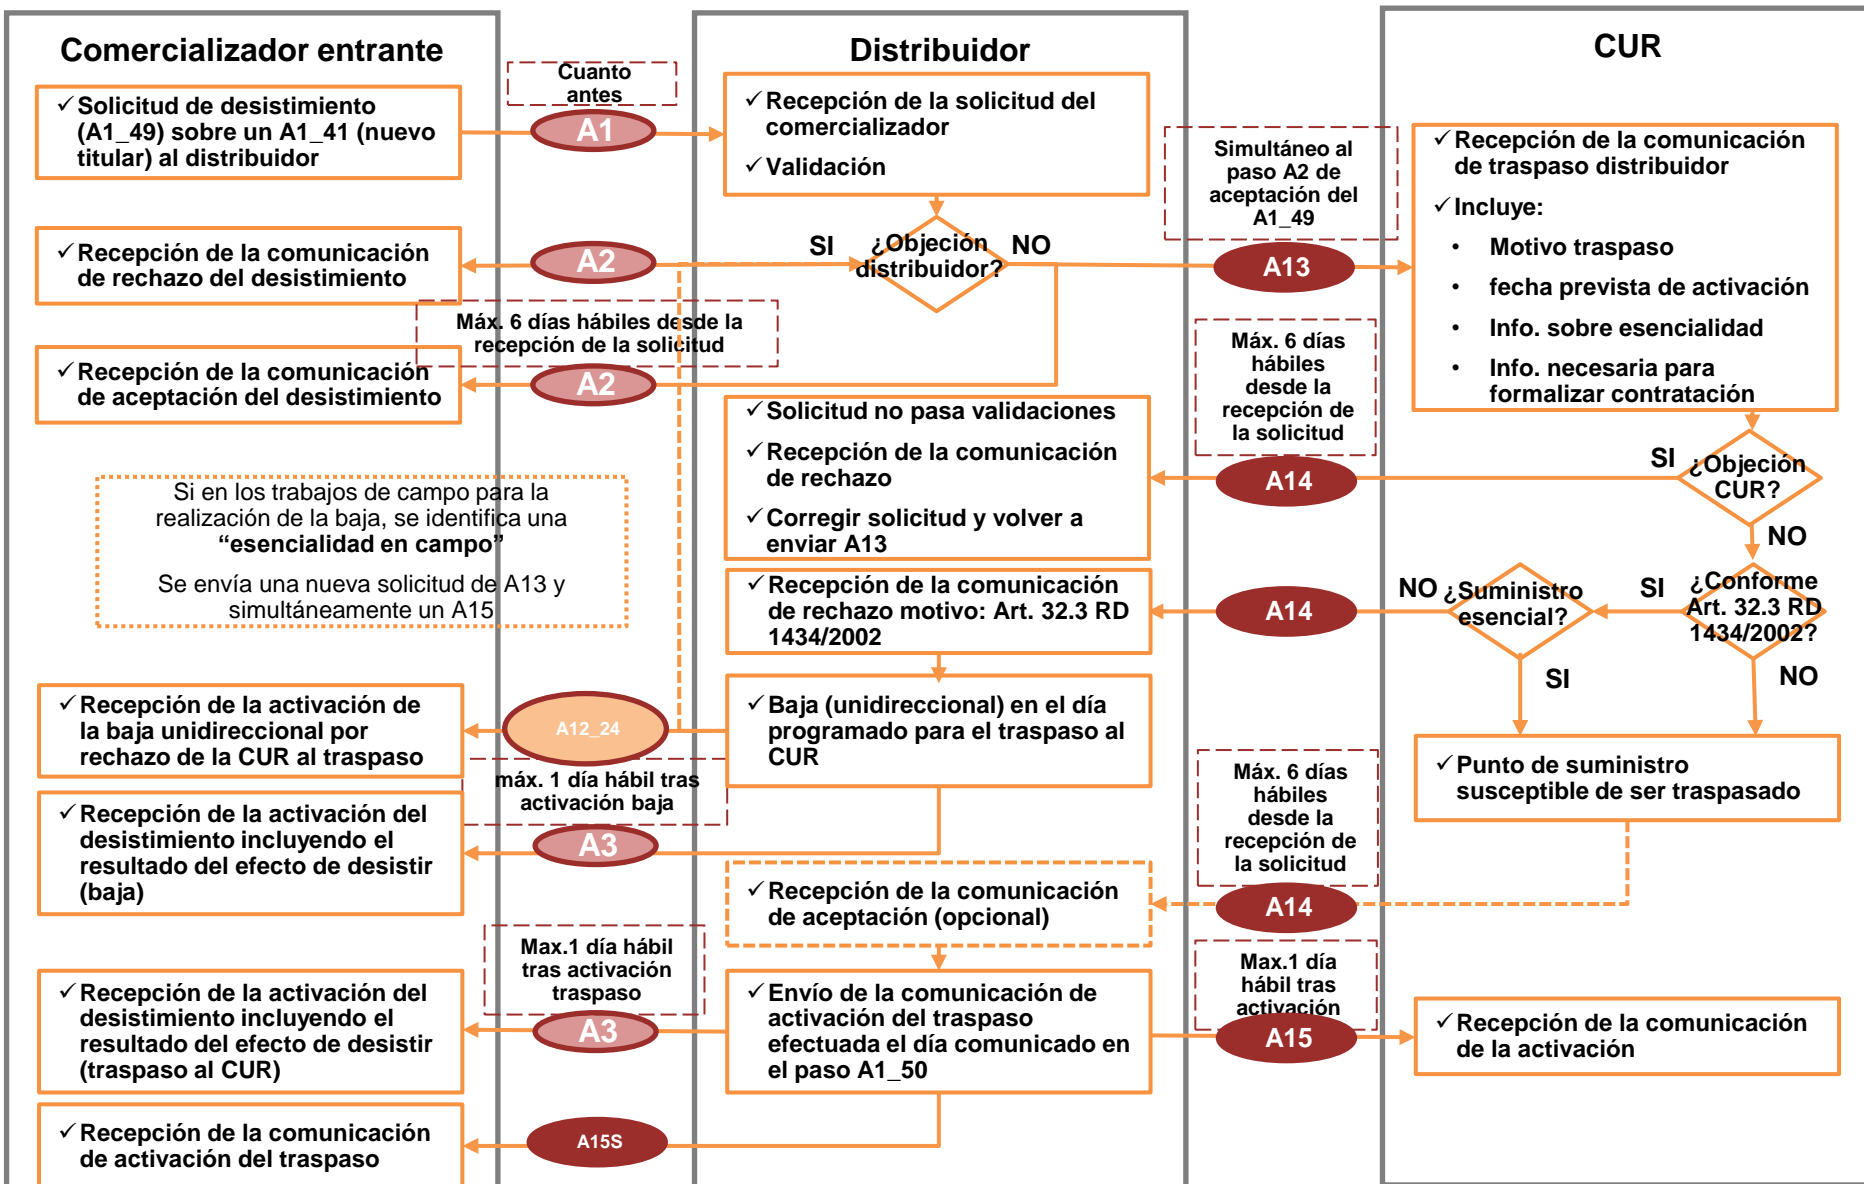 Comercializador entrante
✓ Solicitud de desistimiento
(A1_49) sobre un A1_41 (nuevo
titular) al distribuidor
✓ Recepción de la comunicación
de rechazo del desistimiento
✓ Recepción de la comunicación
de aceptación del desistimiento
Si en los trabajos de campo para la
realización de la baja, se identifica una
“esencialidad en campo”
Se envía una nueva solicitud de A13 y
simultáneamente un A15
✓ Recepción de la activación de
la baja unidireccional por
rechazo de la CUR al traspaso
✓ Recepción de la activación del
desistimiento incluyendo el
resultado del efecto de desistir
(baja)
✓ Recepción de la activación del
desistimiento incluyendo el
resultado del efecto de desistir
(traspaso al CUR)
✓ Recepción de la comunicación
de activación del traspaso
Cuanto
antes
A1
A2
Máx. 6 días hábiles desde la
recepción de la solicitud
A2
A12_24
máx. 1 día hábil tras
activación baja
A3
Max.1 día hábil
tras activación
traspaso
A3
A15S
Distribuidor
✓ Recepción de la solicitud del
comercializador
✓ Validación
SI
¿Objeción
distribuidor?
NO
✓ Solicitud no pasa validaciones
✓ Recepción de la comunicación
de rechazo
✓ Corregir solicitud y volver a
enviar A13
✓ Recepción de la comunicación
de rechazo motivo: Art. 32.3 RD
1434/2002
✓ Baja (unidireccional) en el día
programado para el traspaso al
CUR
✓ Recepción de la comunicación
de aceptación (opcional)
✓ Envío de la comunicación de
activación del traspaso
efectuada el día comunicado en
el paso A1_50
Simultáneo al
paso A2 de
aceptación del
A1_49
A13
Máx. 6 días
hábiles
desde la
recepción de
la solicitud
A14
A14
Máx. 6 días
hábiles
desde la
recepción de
la solicitud
A14
Max.1 día
hábil tras
activación
A15
CUR
✓ Recepción de la comunicación
de traspaso distribuidor
✓ Incluye:
• Motivo traspaso
• fecha prevista de activación
• Info. sobre esencialidad
• Info. necesaria para
formalizar contratación
SI
¿Objeción
CUR?
NO
NO
¿Suministro
esencial?
SI
¿Conforme
Art. 32.3 RD
1434/2002?
SI
NO
✓ Punto de suministro
susceptible de ser traspasado
✓ Recepción de la comunicación
de la activación